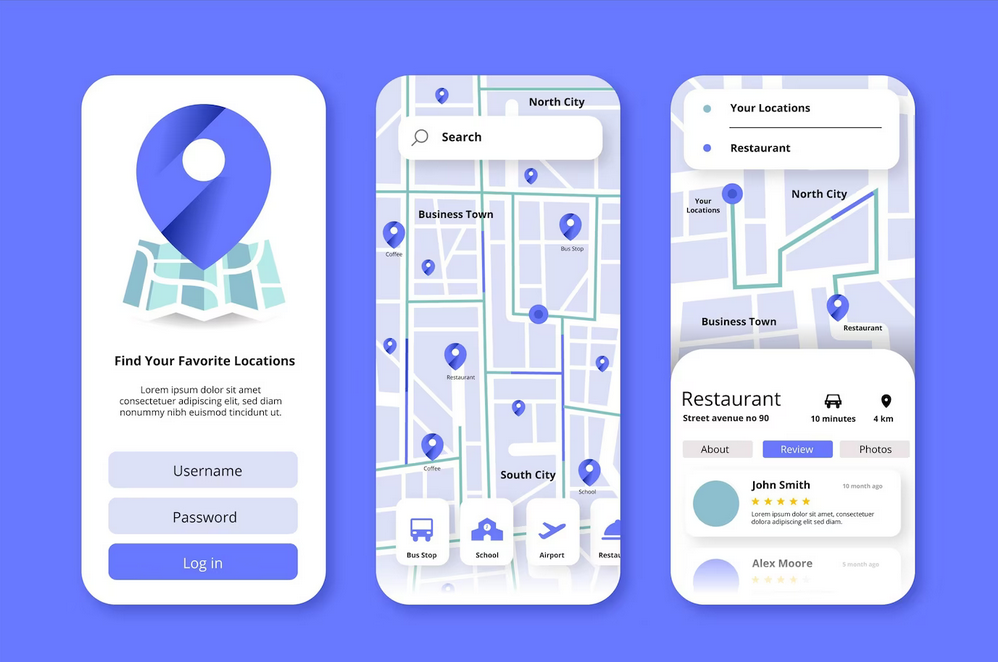 Find Your Favorite Locations
Lorem ipsum dolor sit amet
consectetuer adipiscing elit, sed diam
nonummy nibh euismod tincidunt ut.
Username
Password
Log in
North City
Search
Business Town
Coffee
Bus Stop
Restaurant
Coffee
South City
School
Bus Stop
School
Airport
Restau
Your Locations
Restaurant
North City
Your
Locations
Business Town
Restaurant
Restaurant
Street avenue no 90
10 minutes
4 km
About
Review
Photos
John Smith
10 month ago
Lorem ipsum dolor sit amet, consectetuer
dolora adipiscing elit sed diam.
Alex Moore
5 month ago